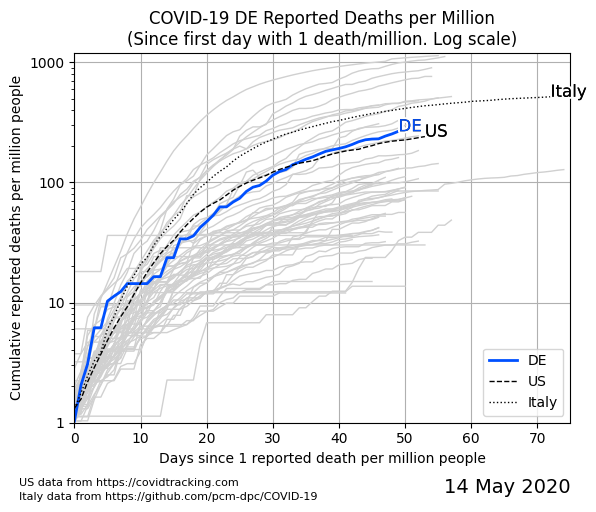 COVID-19 DE Reported Deaths per Million
(Since first day with 1 death/million. Log scale)
Cumulative reported deaths per million people
1000
100
10
1
Italy
DE
US
DE
US
Italy
0 10 20 30 40 50 60 70
Days since 1 reported death per million people
US data from https://covidtracking.com
Italy data from https://github.com/pcm-dpc/COVID-19
14 May 2020